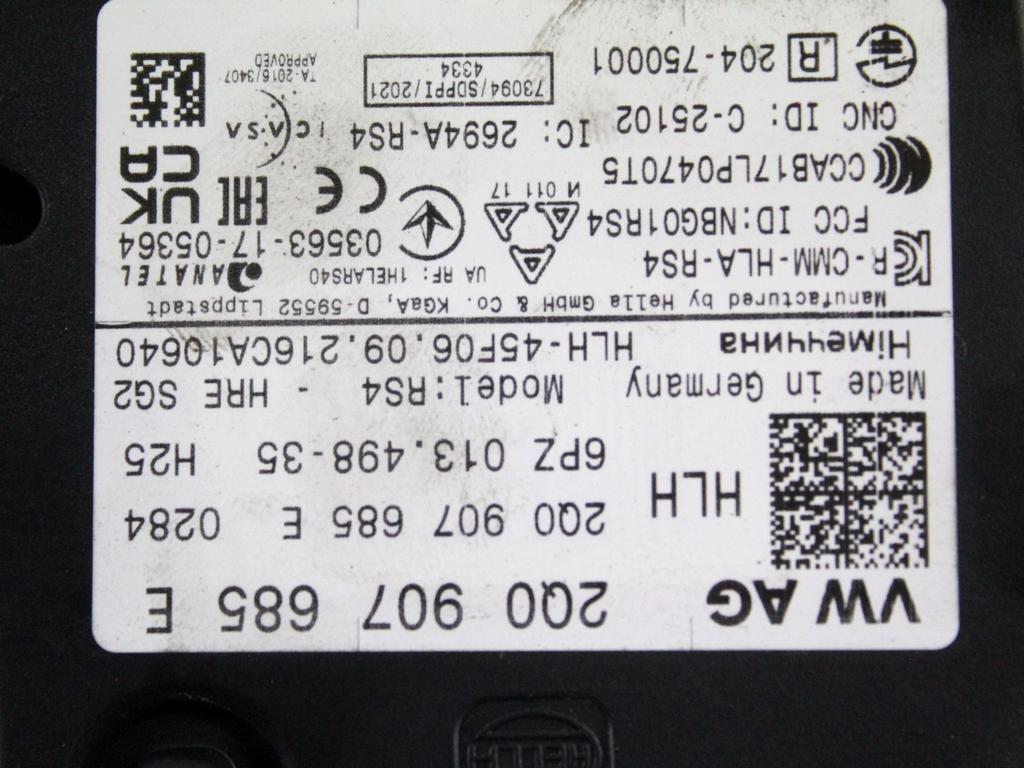 VW AG 2Q0 907 685 E
HLH 2Q0 907 685 E 0284
6PZ 013.498-35 H25
Made in Germany Model:RS4 - HRE SG2
Німеччина HLH-45F06.09.216CA10640
Manufactured by Hella GmbH & Co. KGaA, D-59552 Lippstadt
R-CMM-HLA-RS4 UA RF: 1HELARS40 ANATEL
FCC ID:NBG01RS4 03563-17-05364
CCAB17LP0470T5 И 011 17 CE EAC UK CA
CNC ID: C-25102 IC: 2694A-RS4 I C A S A
R 204-750001 73094/SDPPI/2021
4334
TA-2016/3407
APPROVED
HELLA